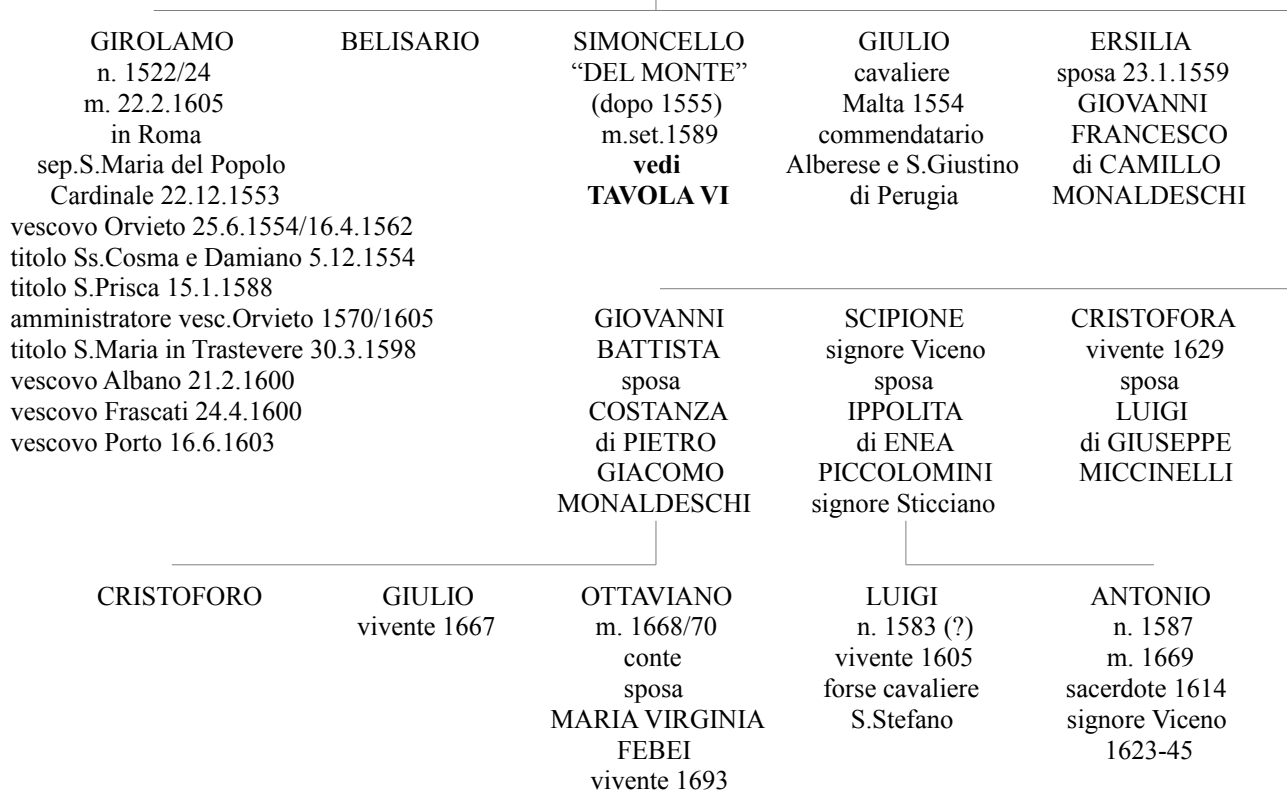 GIROLAMO
n. 1522/24
m. 22.2.1605
in Roma
sep.S.Maria del Popolo
Cardinale 22.12.1553
vescovo Orvieto 25.6.1554/16.4.1562
titolo Ss.Cosma e Damiano 5.12.1554
titolo S.Prisca 15.1.1588
amministratore vesc.Orvieto 1570/1605
titolo S.Maria in Trastevere 30.3.1598
vescovo Albano 21.2.1600
vescovo Frascati 24.4.1600
vescovo Porto 16.6.1603
BELISARIO
SIMONCELLO
“DEL MONTE”
(dopo 1555)
m.set.1589
vedi
TAVOLA VI
GIULIO
cavaliere
Malta 1554
commendatario
Alberese e S.Giustino
di Perugia
ERSILIA
sposa 23.1.1559
GIOVANNI
FRANCESCO
di CAMILLO
MONALDESCHI
GIOVANNI
BATTISTA
sposa
COSTANZA
di PIETRO
GIACOMO
MONALDESCHI
SCIPIONE
signore Viceno
sposa
IPPOLITA
di ENEA
PICCOLOMINI
signore Sticciano
CRISTOFORA
vivente 1629
sposa
LUIGI
di GIUSEPPE
MICCINELLI
CRISTOFORO
GIULIO
vivente 1667
OTTAVIANO
m. 1668/70
conte
sposa
MARIA VIRGINIA
FEBEI
vivente 1693
LUIGI
n. 1583 (?)
vivente 1605
forse cavaliere
S.Stefano
ANTONIO
n. 1587
m. 1669
sacerdote 1614
signore Viceno
1623-45